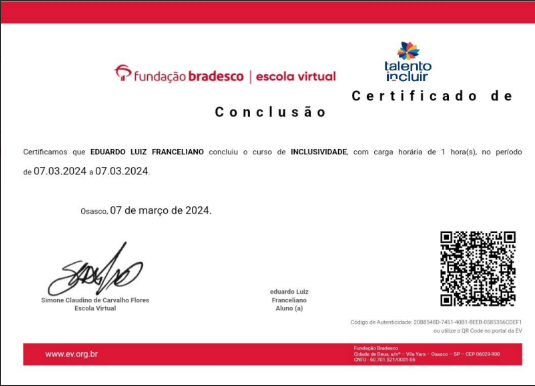 fundação bradesco | escola virtual
talento
incluir
Certificado de
Conclusão
Certificamos que EDUARDO LUIZ FRANCELIANO concluiu o curso de INCLUSIVIDADE, com carga horária de 1 hora(s), no período
de 07.03.2024 a 07.03.2024.
Osasco, 07 de março de 2024.
Simone Claudino de Carvalho Flores
Escola Virtual
eduardo Luiz
Franceliano
Aluno (a)
Código de Autenticidade:
ou utilize o QR Code no portal da EV
www.ev.org.br
Fundação Bradesco
Cidade de Deus, s/nº - Vila Yara - Osasco - SP - CEP 06029-900